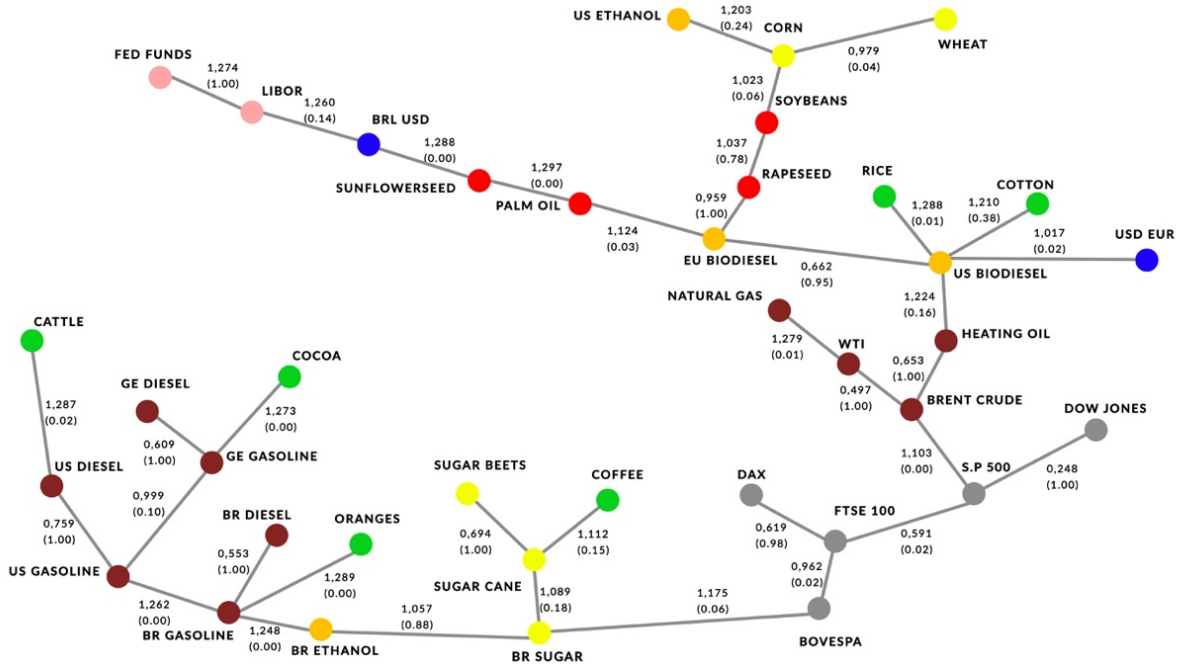 US ETHANOL
1,203
(0.24)
CORN
WHEAT
0,979
(0.04)
FED FUNDS
1,274
(1.00)
LIBOR
1,260
(0.14)
BRL USD
1,288
(0.00)
SUNFLOWERSEED
1,297
(0.00)
PALM OIL
1,023
(0.06)
SOYBEANS
1,037
(0.78)
RAPESEED
0,959
(1.00)
1,124
(0.03)
EU BIODIESEL
0,662
(0.95)
RICE
1,288
(0.01)
COTTON
1,210
(0.38)
1,017
(0.02)
USD EUR
US BIODIESEL
1,224
(0.16)
HEATING OIL
NATURAL GAS
1,279
(0.01)
WTI
0,497
(1.00)
0,653
(1.00)
BRENT CRUDE
DOW JONES
1,103
(0.00)
S.P 500
0,248
(1.00)
CATTLE
1,287
(0.02)
GE DIESEL
0,609
(1.00)
COCOA
1,273
(0.00)
GE GASOLINE
US DIESEL
0,759
(1.00)
0,999
(0.10)
US GASOLINE
BR DIESEL
0,553
(1.00)
ORANGES
1,289
(0.00)
1,262
(0.00)
BR GASOLINE
1,248
(0.00)
BR ETHANOL
1,057
(0.88)
SUGAR BEETS
0,694
(1.00)
COFFEE
1,112
(0.15)
SUGAR CANE
1,089
(0.18)
BR SUGAR
1,175
(0.06)
DAX
0,619
(0.98)
FTSE 100
0,591
(0.02)
0,962
(0.02)
BOVESPA